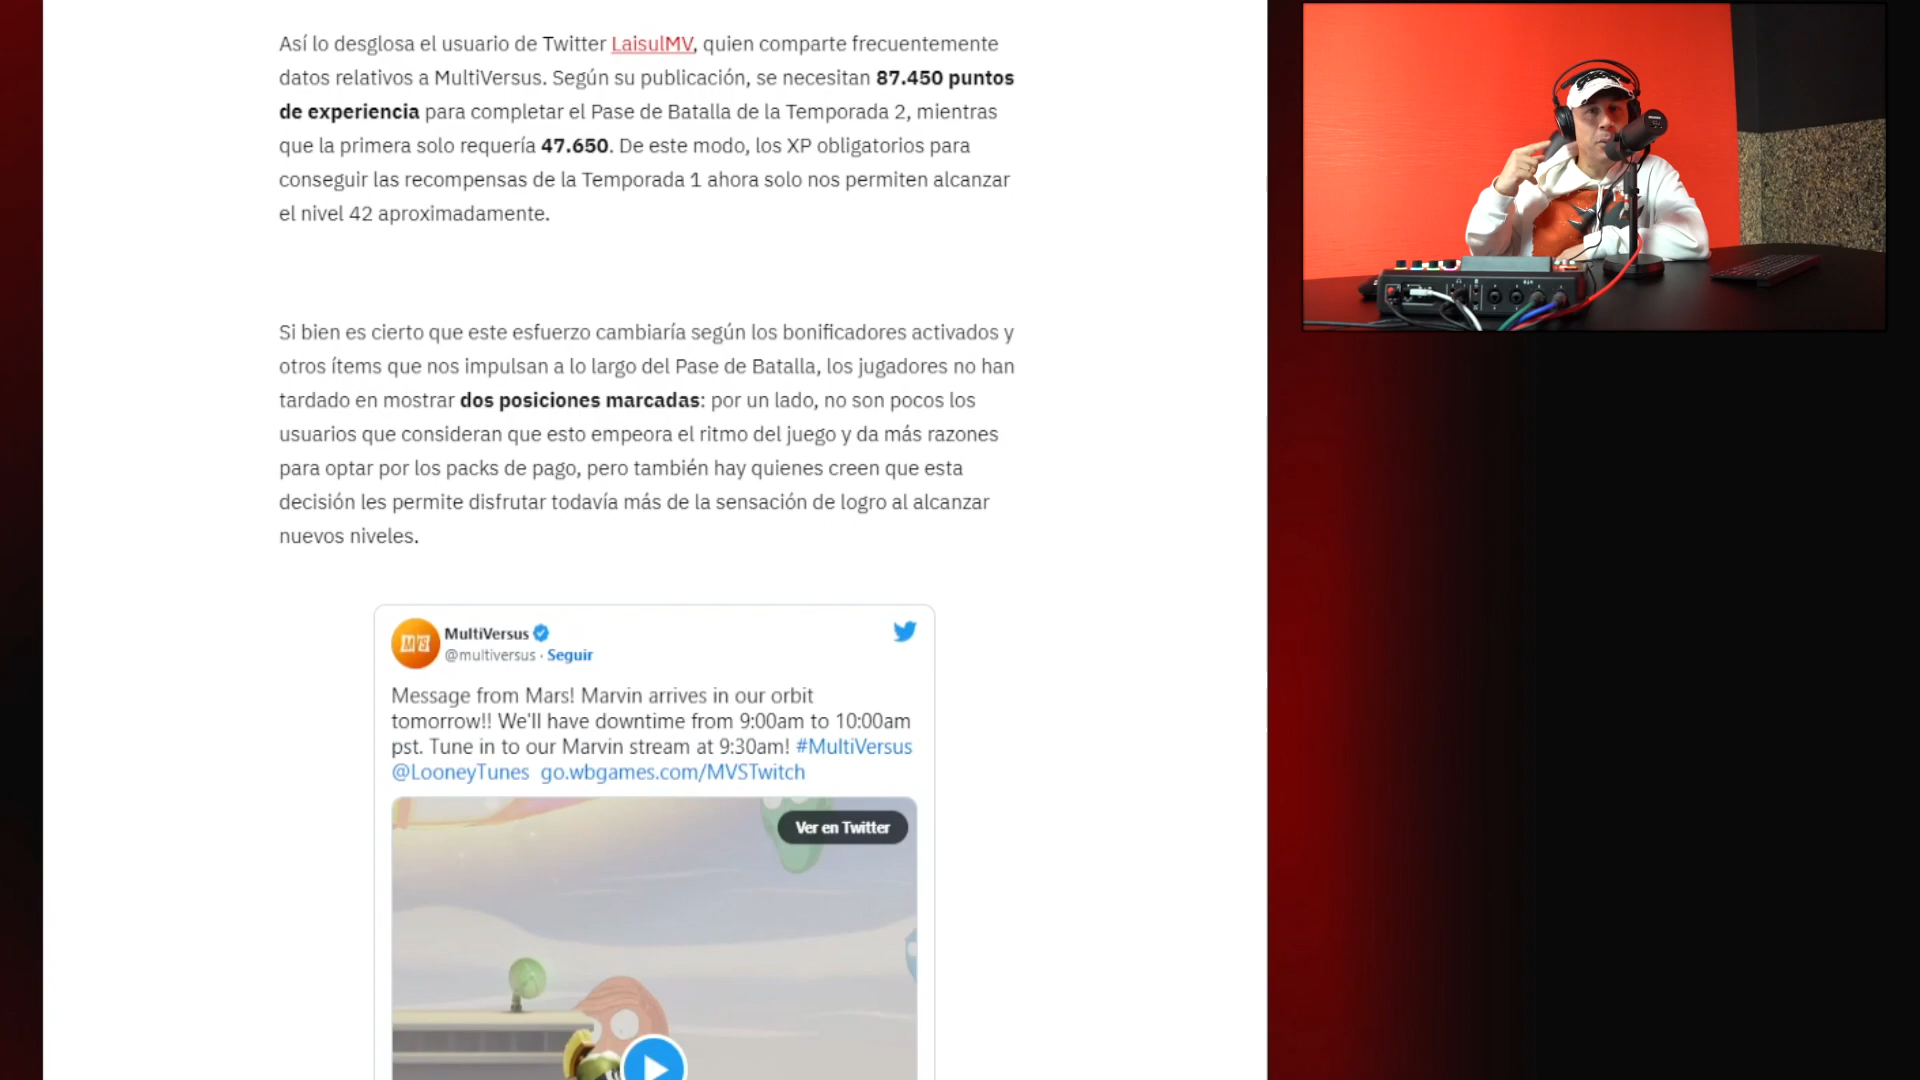 Así lo desglosa el usuario de Twitter LaisulMV, quien comparte frecuentemente
datos relativos a MultiVersus. Según su publicación, se necesitan 87.450 puntos
de experiencia para completar el Pase de Batalla de la Temporada 2, mientras
que la primera solo requería 47.650. De este modo, los XP obligatorios para
conseguir las recompensas de la Temporada 1 ahora solo nos permiten alcanzar
el nivel 42 aproximadamente.
Si bien es cierto que este esfuerzo cambiaría según los bonificadores activados y
otros ítems que nos impulsan a lo largo del Pase de Batalla, los jugadores no han
tardado en mostrar dos posiciones marcadas: por un lado, no son pocos los
usuarios que consideran que esto empeora el ritmo del juego y da más razones
para optar por los packs de pago, pero también hay quienes creen que esta
decisión les permite disfrutar todavía más de la sensación de logro al alcanzar
nuevos niveles.
MultiVersus
@multiversus · Seguir
Message from Mars! Marvin arrives in our orbit
tomorrow!! We'll have downtime from 9:00am to 10:00am
pst. Tune in to our Marvin stream at 9:30am! #MultiVersus
@LooneyTunes go.wbgames.com/MVSTwitch
Ver en Twitter